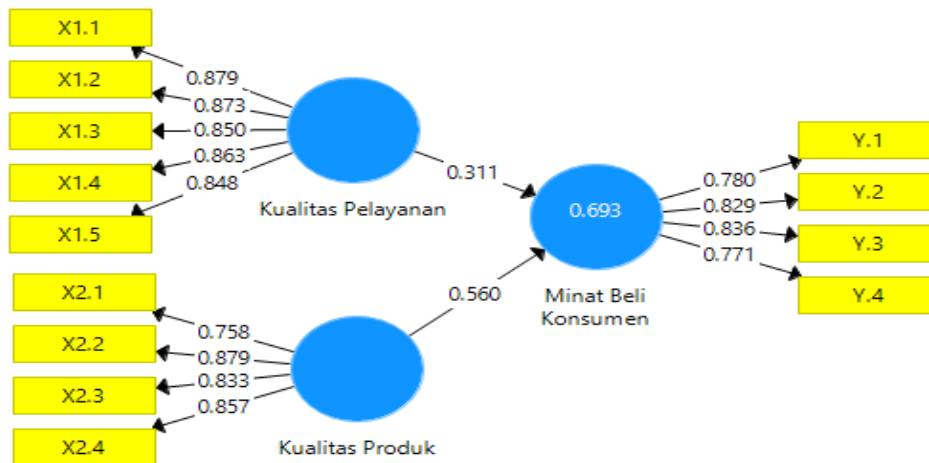 X1.1
X1.2
X1.3
X1.4
X1.5
0.879
0.873
0.850
0.863
0.848
Kualitas Pelayanan
0.311
X2.1
X2.2
X2.3
X2.4
0.758
0.879
0.833
0.857
Kualitas Produk
0.560
0.693
Minat Beli
Konsumen
0.780
0.829
0.836
0.771
Y.1
Y.2
Y.3
Y.4